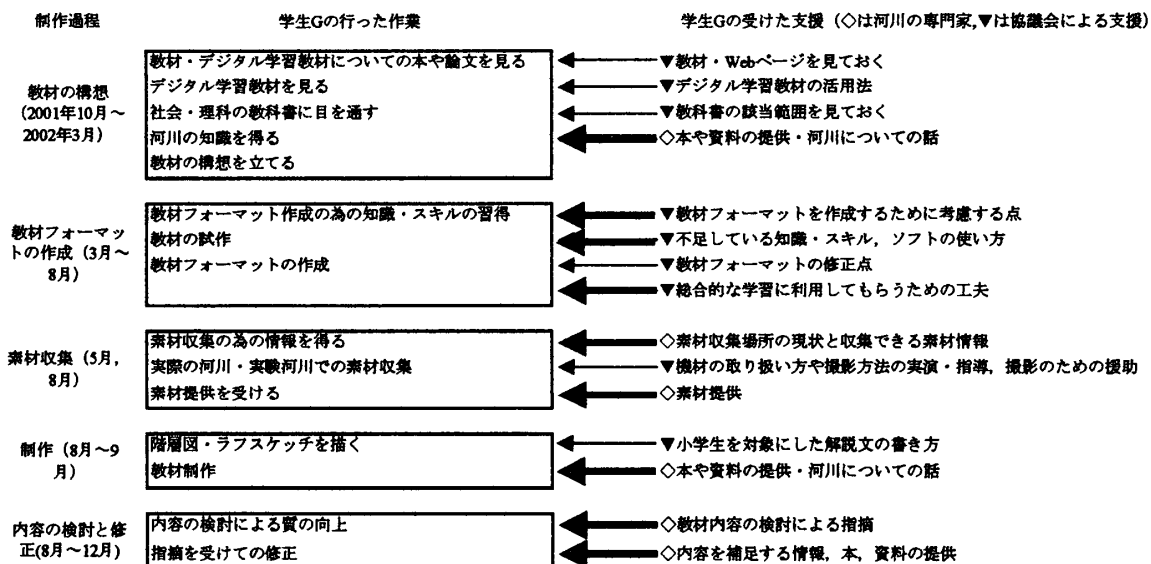 制作過程 学生Gの行った作業 学生Gの受けた支援（◇は河川の専門家,▼は協議会による支援）
教材の構想
（2001年10月～
2002年3月）
教材・デジタル学習教材についての本や論文を見る
デジタル学習教材を見る
社会・理科の教科書に目を通す
河川の知識を得る
教材の構想を立てる
▼教材・Webページを見ておく
▼デジタル学習教材の活用法
▼教科書の該当範囲を見ておく
◇本や資料の提供・河川についての話
教材フォーマッ
トの作成（3月～
8月）
教材フォーマット作成の為の知識・スキルの習得
教材の試作
教材フォーマットの作成
▼教材フォーマットを作成するために考慮する点
▼不足している知識・スキル，ソフトの使い方
▼教材フォーマットの修正点
▼総合的な学習に利用してもらうための工夫
素材収集（5月，
8月）
素材収集の為の情報を得る
実際の河川・実験河川での素材収集
素材提供を受ける
◇素材収集場所の現状と収集できる素材情報
▼機材の取り扱い方や撮影方法の実演・指導，撮影のための援助
◇素材提供
制作（8月～9
月）
階層図・ラフスケッチを描く
教材制作
▼小学生を対象にした解説文の書き方
◇本や資料の提供・河川についての話
内容の検討と修
正(8月～12月)
内容の検討による質の向上
指摘を受けての修正
◇教材内容の検討による指摘
◇内容を補足する情報，本，資料の提供